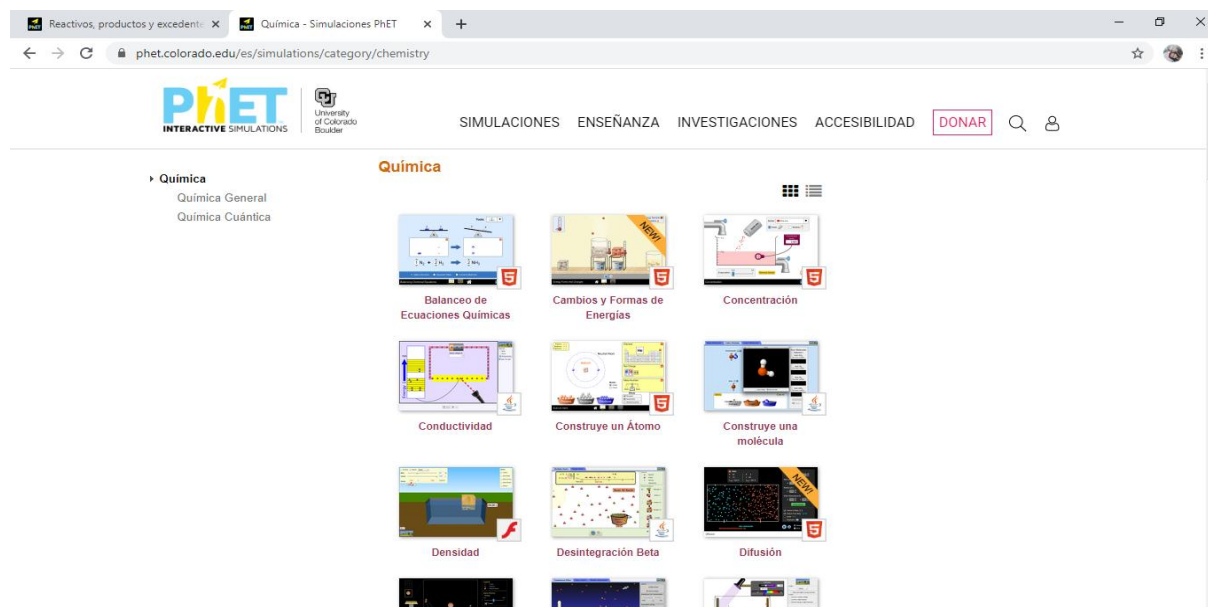 Reactivos, productos y excedente
Química - Simulaciones PhET
phet.colorado.edu/es/simulations/category/chemistry
PhET
INTERACTIVE SIMULATIONS
University
of Colorado
Boulder
SIMULACIONES ENSEÑANZA INVESTIGACIONES ACCESIBILIDAD DONAR
Química
Química General
Química Cuántica
Química
NEW!
Balanceo de
Ecuaciones Químicas
Cambios y Formas de
Energías
Concentración
Conductividad
Construye un Átomo
Construye una
molécula
NEW!
Densidad
Desintegración Beta
Difusión